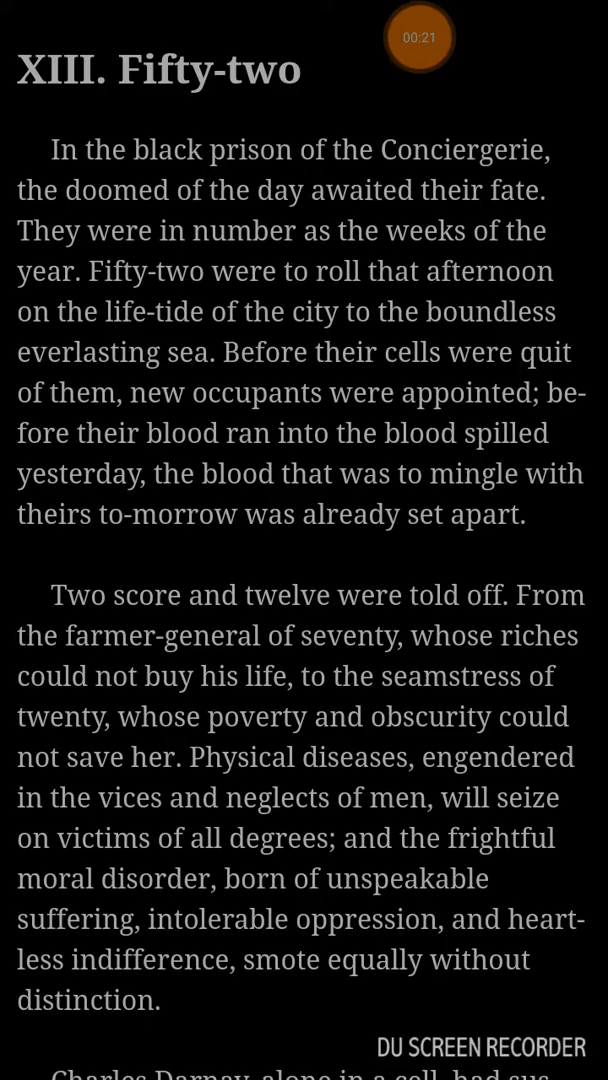 00:21
XIII. Fifty-two
In the black prison of the Conciergerie,
the doomed of the day awaited their fate.
They were in number as the weeks of the
year. Fifty-two were to roll that afternoon
on the life-tide of the city to the boundless
everlasting sea. Before their cells were quit
of them, new occupants were appointed; be-
fore their blood ran into the blood spilled
yesterday, the blood that was to mingle with
theirs to-morrow was already set apart.
Two score and twelve were told off. From
the farmer-general of seventy, whose riches
could not buy his life, to the seamstress of
twenty, whose poverty and obscurity could
not save her. Physical diseases, engendered
in the vices and neglects of men, will seize
on victims of all degrees; and the frightful
moral disorder, born of unspeakable
suffering, intolerable oppression, and heart-
less indifference, smote equally without
distinction.
DU SCREEN RECORDER
Charles Darnay, alone in a cell, had sus-